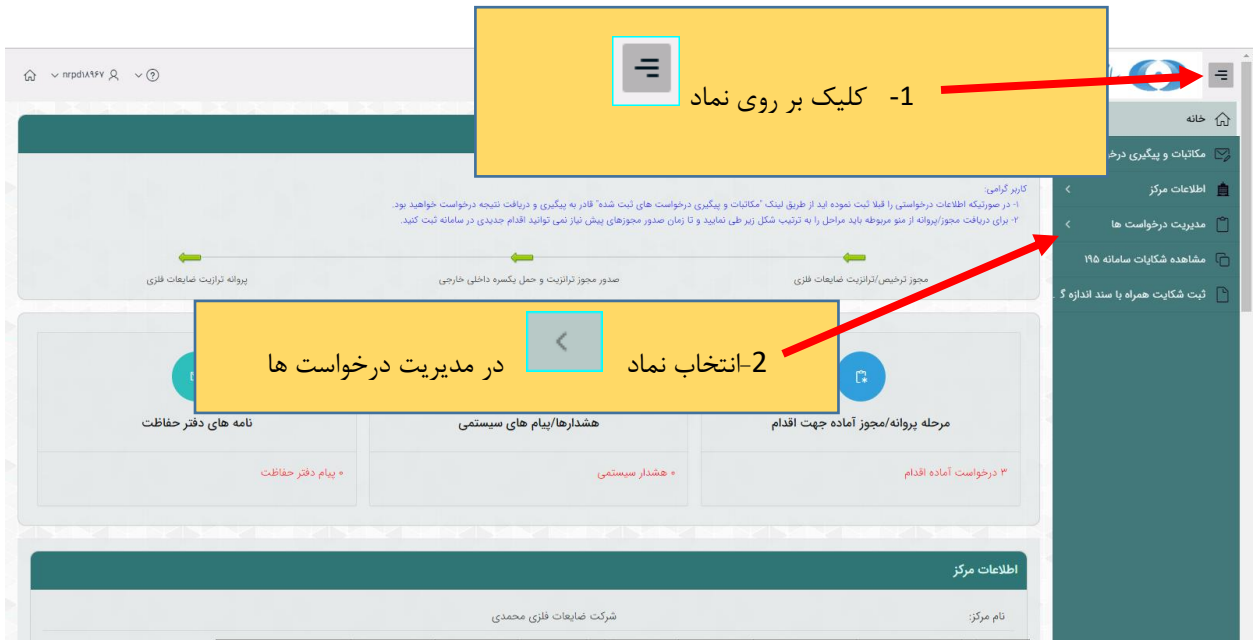 nrpd۱۸۹۶۷
1- کلیک بر روی نماد
خانه
مکاتبات و پیگیری
اطلاعات مرکز
مدیریت درخواست ها
مشاهده شکایات سامانه ۱۹۵
ثبت شکایت همراه با سند اندازه گ
کاربر گرامی:
۱- در صورتیکه اطلاعات درخواستی را قبلا ثبت نموده اید از طریق لینک "مکاتبات و پیگیری درخواست های ثبت شده" قادر به پیگیری و دریافت نتیجه درخواست خواهید بود.
۲- برای دریافت مجوز/پروانه از منو مربوطه باید مراحل را به ترتیب شکل زیر طی نمایید و تا زمان صدور مجوزهای پیش نیاز نمی توانید اقدام جدیدی در سامانه ثبت کنید.
مجوز ترخیص/ترانزیت ضایعات فلزی
صدور مجوز ترانزیت و حمل یکسره داخلی خارجی
پروانه ترازیت ضایعات فلزی
2-انتخاب نماد در مدیریت درخواست ها
مرحله پروانه/مجوز آماده جهت اقدام
هشدارها/پیام های سیستمی
نامه های دفتر حفاظت
۳ درخواست آماده اقدام
۰ هشدار سیستمی
۰ پیام دفتر حفاظت
اطلاعات مرکز
نام مرکز:
شرکت ضایعات فلزی محمدی